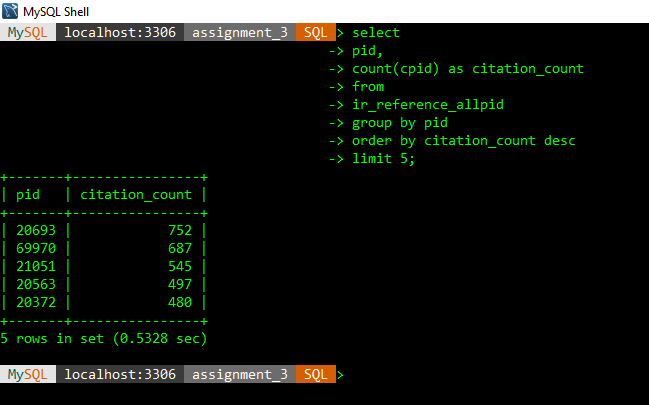 MySQL Shell
MySQL localhost:3306 assignment_3 SQL > select
-> pid,
-> count(cpid) as citation_count
-> from
-> ir_reference_allpid
-> group by pid
-> order by citation_count desc
-> limit 5;
+-------+----------------+
| pid   | citation_count |
+-------+----------------+
| 20693 |            752 |
| 69970 |            687 |
| 21051 |            545 |
| 20563 |            497 |
| 20372 |            480 |
+-------+----------------+
5 rows in set (0.5328 sec)
MySQL localhost:3306 assignment_3 SQL >